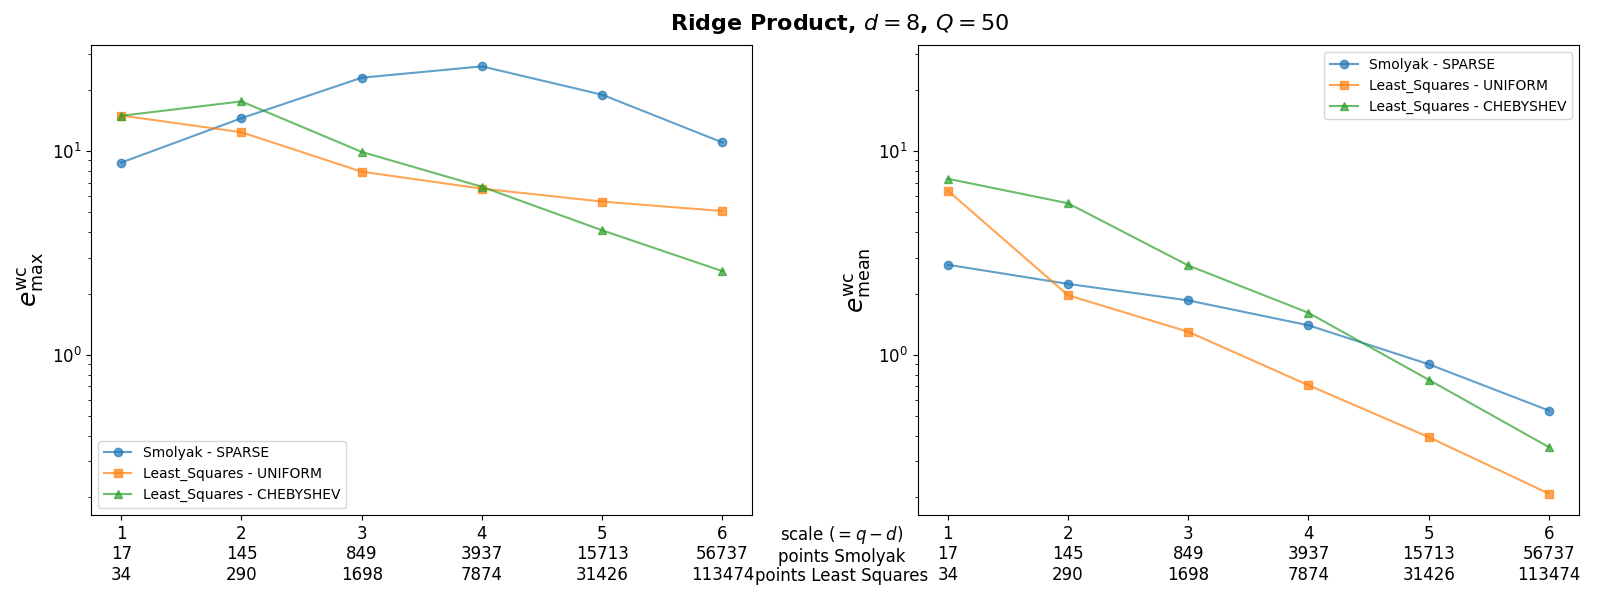 Ridge Product, d = 8, Q = 50
e^wc_max
10^1
10^0
Smolyak - SPARSE
Least_Squares - UNIFORM
Least_Squares - CHEBYSHEV
1 2 3 4 5 6
17 145 849 3937 15713 56737
34 290 1698 7874 31426 113474
scale (= q − d)
points Smolyak
points Least Squares
e^wc_mean
10^1
10^0
Smolyak - SPARSE
Least_Squares - UNIFORM
Least_Squares - CHEBYSHEV
1 2 3 4 5 6
17 145 849 3937 15713 56737
34 290 1698 7874 31426 113474